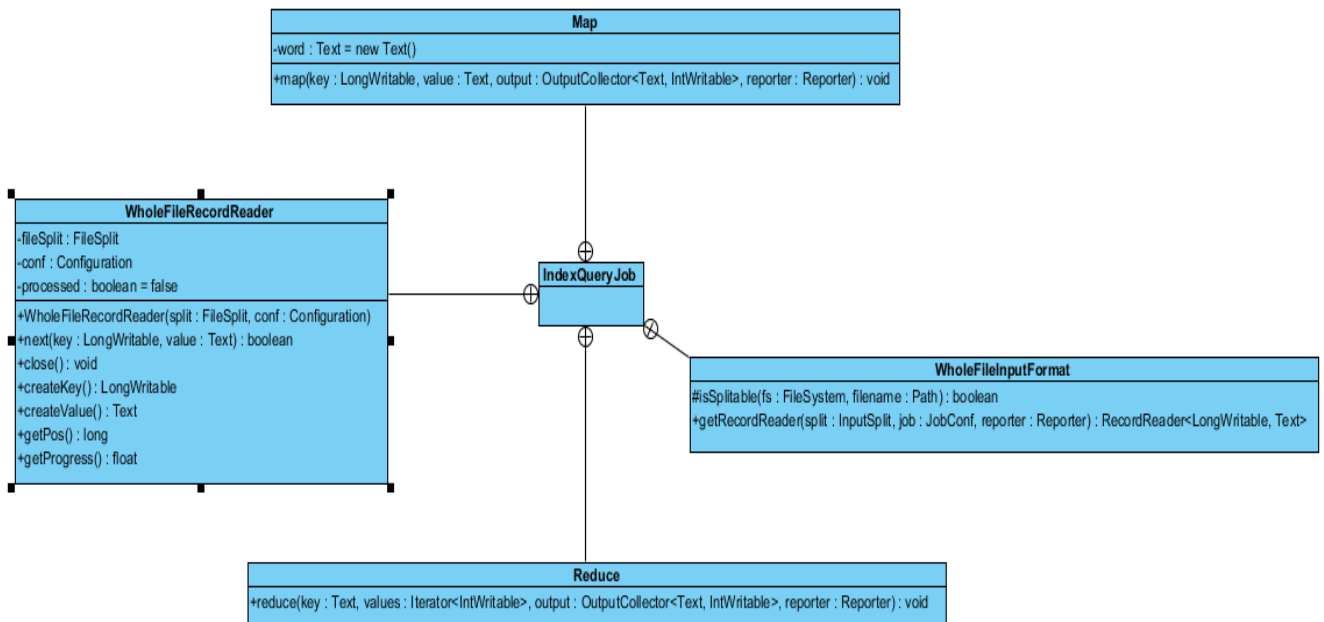 Map
-word : Text = new Text()
+map(key : LongWritable, value : Text, output : OutputCollector<Text, IntWritable>, reporter : Reporter) : void
WholeFileRecordReader
-fileSplit : FileSplit
-conf : Configuration
-processed : boolean = false
+WholeFileRecordReader(split : FileSplit, conf : Configuration)
+next(key : LongWritable, value : Text) : boolean
+close() : void
+createKey() : LongWritable
+createValue() : Text
+getPos() : long
+getProgress() : float
IndexQueryJob
WholeFileInputFormat
#isSplitable(fs : FileSystem, filename : Path) : boolean
+getRecordReader(split : InputSplit, job : JobConf, reporter : Reporter) : RecordReader<LongWritable, Text>
Reduce
+reduce(key : Text, values : Iterator<IntWritable>, output : OutputCollector<Text, IntWritable>, reporter : Reporter) : void